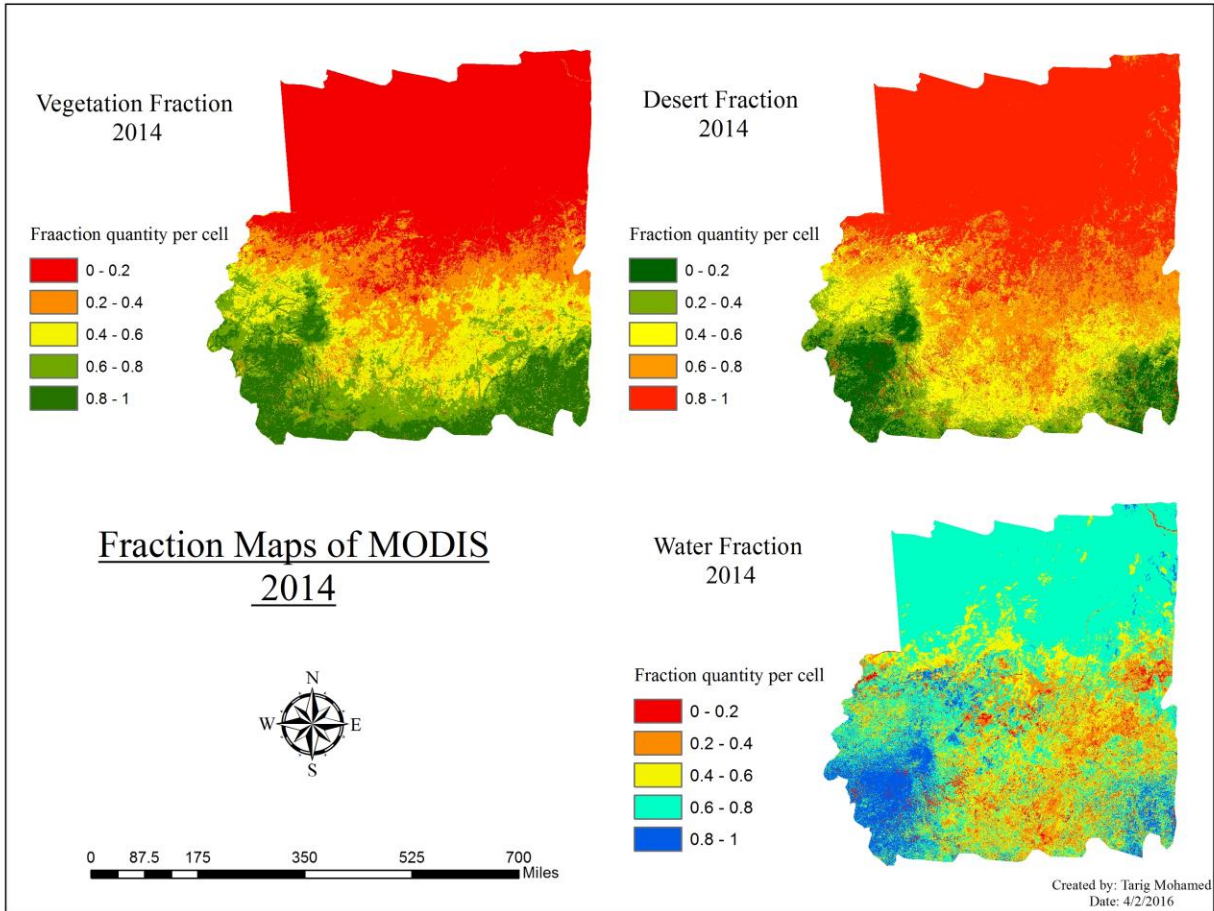 Vegetation Fraction
2014
Fraaction quantity per cell
0 - 0.2
0.2 - 0.4
0.4 - 0.6
0.6 - 0.8
0.8 - 1
Desert Fraction
2014
Fraction quantity per cell
0 - 0.2
0.2 - 0.4
0.4 - 0.6
0.6 - 0.8
0.8 - 1
Fraction Maps of MODIS
2014
N
W E
S
0 87.5 175 350 525 700
Miles
Water Fraction
2014
Fraction quantity per cell
0 - 0.2
0.2 - 0.4
0.4 - 0.6
0.6 - 0.8
0.8 - 1
Created by: Tarig Mohamed
Date: 4/2/2016